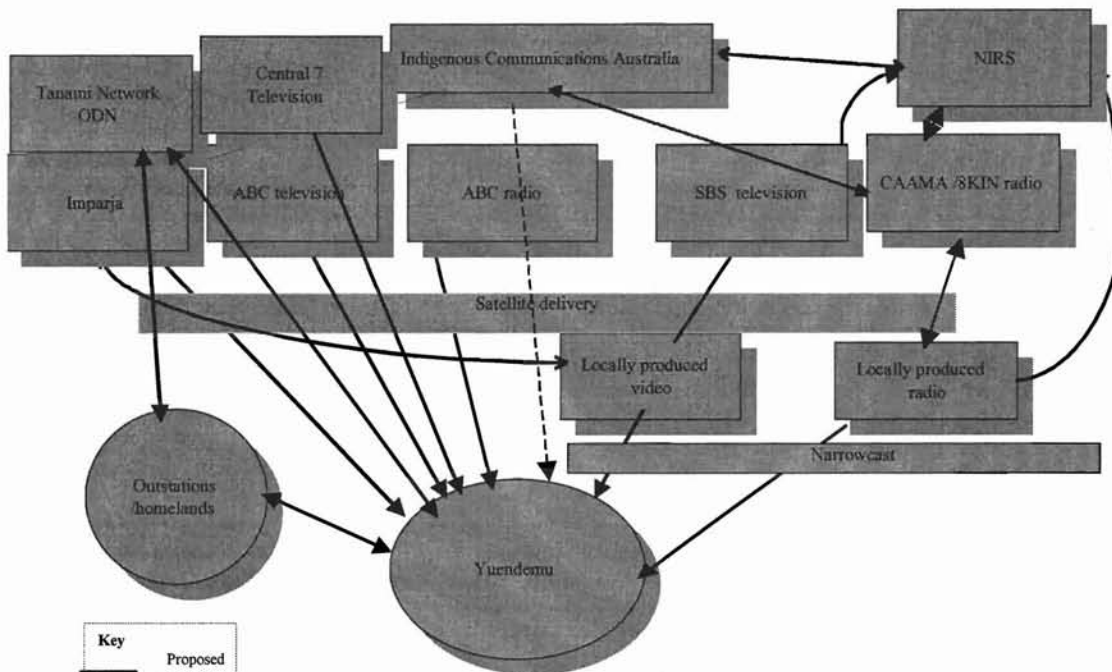 Indigenous Communications Australia
NIRS
Central 7
Television
Tanami Network
ODN
Imparja
ABC television
ABC radio
SBS television
CAAMA /8KIN radio
Satellite delivery
Locally produced
video
Locally produced
radio
Narrowcast
Outstations
/homelands
Yuendemu
Key
Proposed